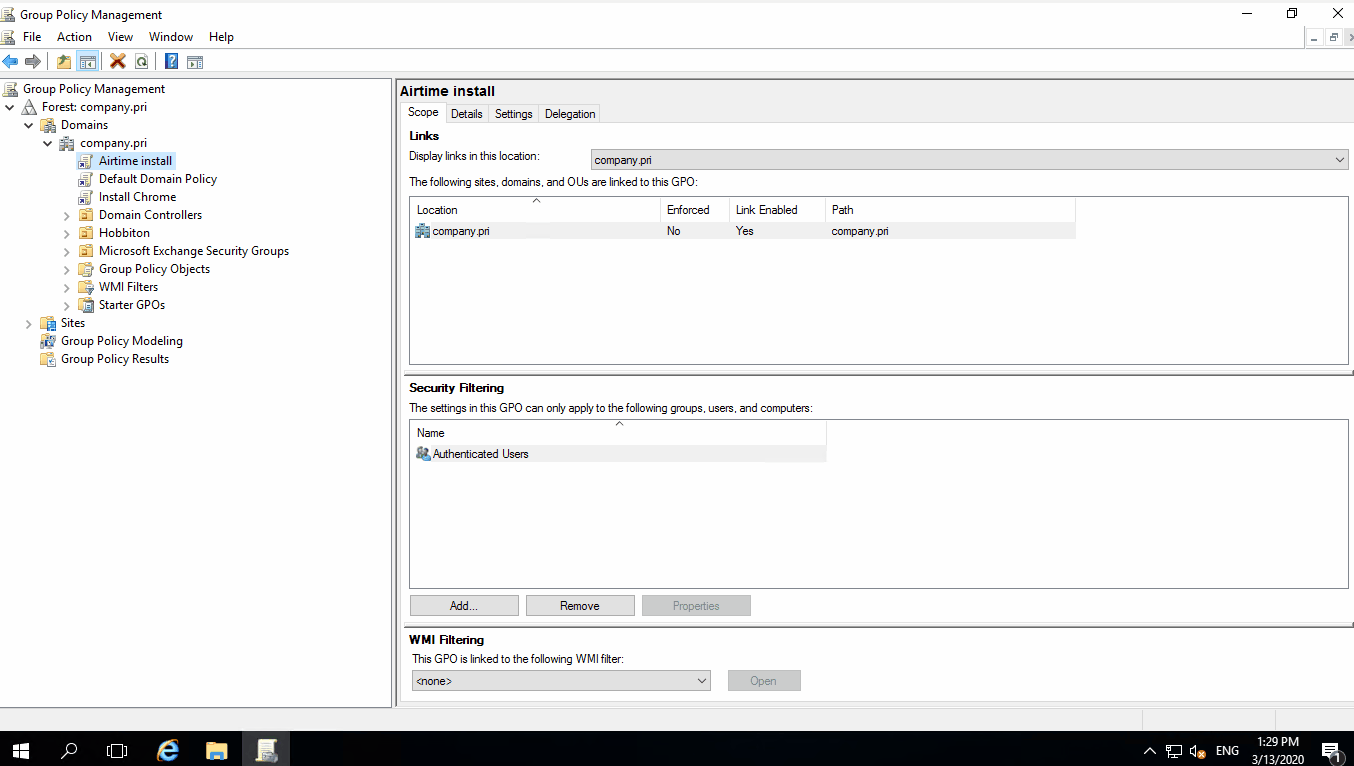 Group Policy Management
File Action View Window Help
Group Policy Management
Forest: company.pri
Domains
company.pri
Airtime install
Default Domain Policy
Install Chrome
Domain Controllers
Hobbiton
Microsoft Exchange Security Groups
Group Policy Objects
WMI Filters
Starter GPOs
Sites
Group Policy Modeling
Group Policy Results
Airtime install
Scope Details Settings Delegation
Links
Display links in this location: company.pri
The following sites, domains, and OUs are linked to this GPO:
Location Enforced Link Enabled Path
company.pri No Yes company.pri
Security Filtering
The settings in this GPO can only apply to the following groups, users, and computers:
Name
Authenticated Users
Add... Remove Properties
WMI Filtering
This GPO is linked to the following WMI filter:
<none> Open
ENG
1:29 PM
3/13/2020
1